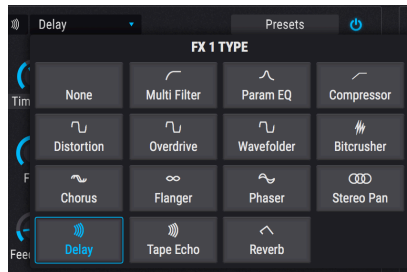 Delay Presets
FX 1 TYPE
None Multi Filter Param EQ Compressor
Distortion Overdrive Wavefolder Bitcrusher
Chorus Flanger Phaser Stereo Pan
Delay Tape Echo Reverb